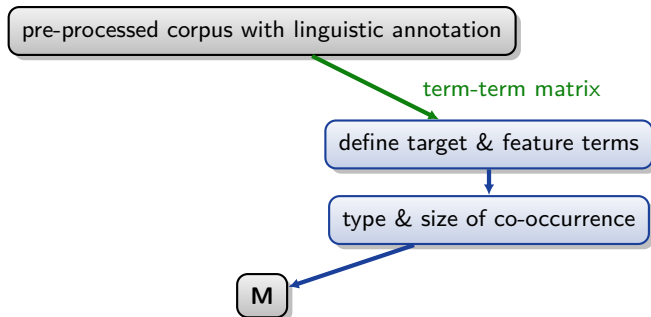 pre-processed corpus with linguistic annotation
term-term matrix
define target & feature terms
type & size of co-occurrence
M